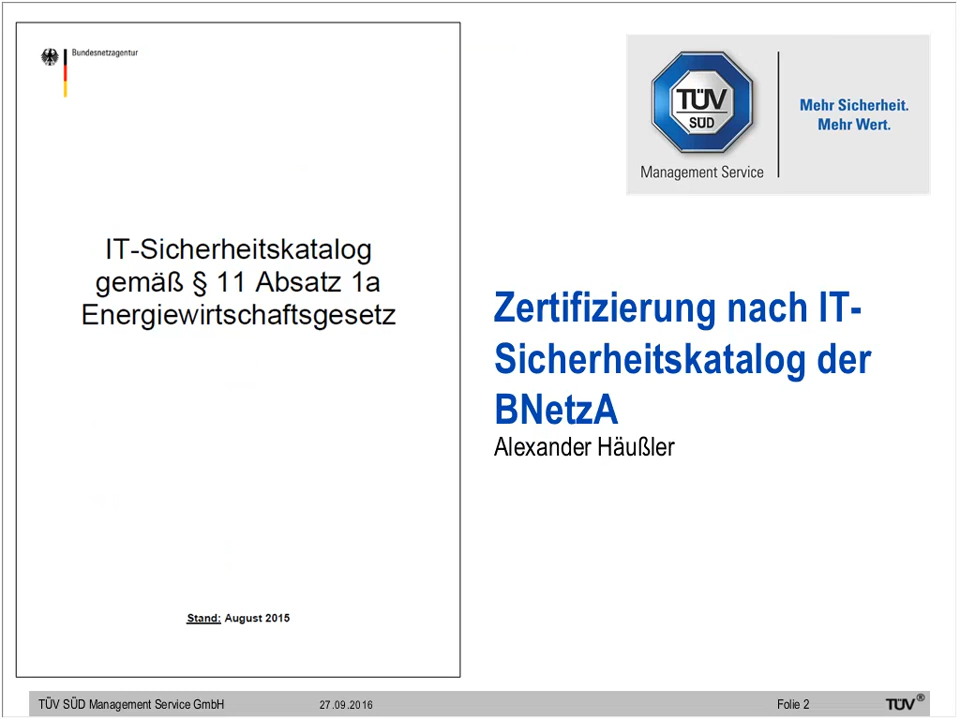 Bundesnetzagentur
IT-Sicherheitskatalog
gemäß § 11 Absatz 1a
Energiewirtschaftsgesetz
Stand: August 2015
TÜV
SÜD
Management Service
Mehr Sicherheit.
Mehr Wert.
Zertifizierung nach IT-
Sicherheitskatalog der
BNetzA
Alexander Häußler
TÜV SÜD Management Service GmbH 27.09.2016 Folie 2 TÜV®